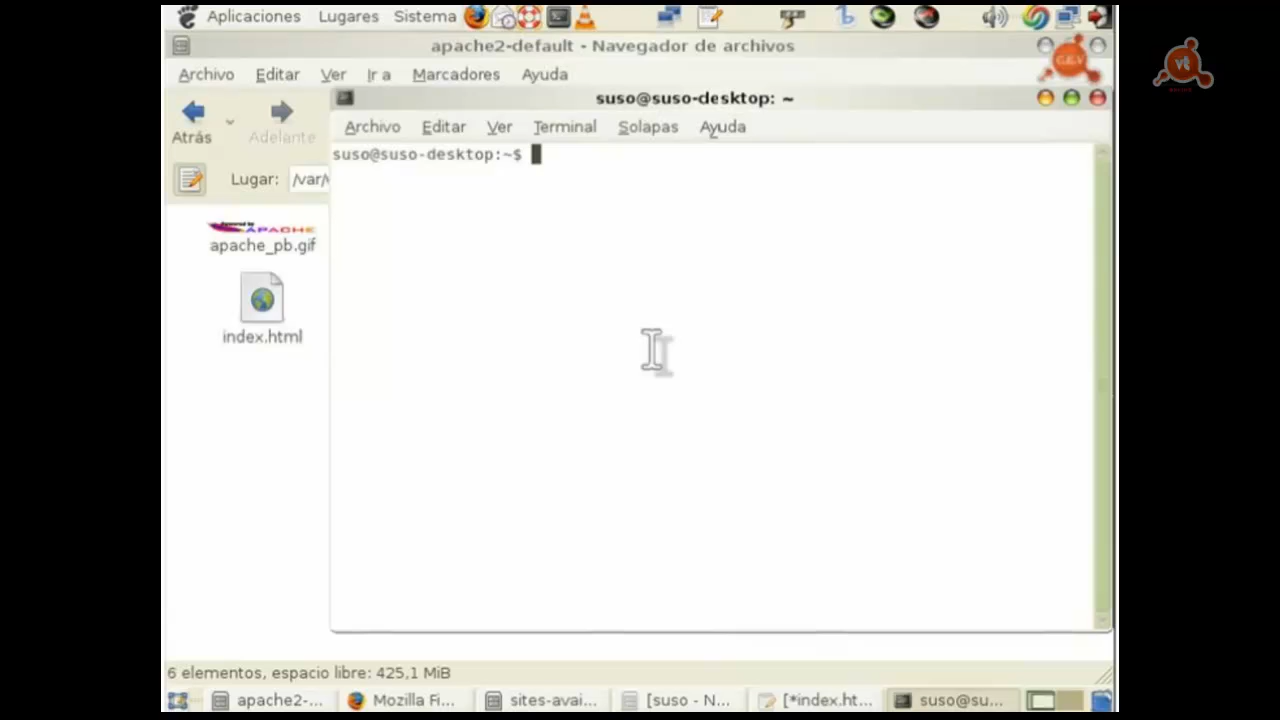 Aplicaciones Lugares Sistema
apache2-default - Navegador de archivos
Archivo Editar Ver Ir a Marcadores Ayuda
suso@suso-desktop: ~
Atrás Adelante
Archivo Editar Ver Terminal Solapas Ayuda
suso@suso-desktop:~$
Lugar: /var/
apache_pb.gif
index.html
6 elementos, espacio libre: 425,1 MiB
apache2-... Mozilla Fi... sites-avai... [suso - N... [*index.ht... suso@su...
vt